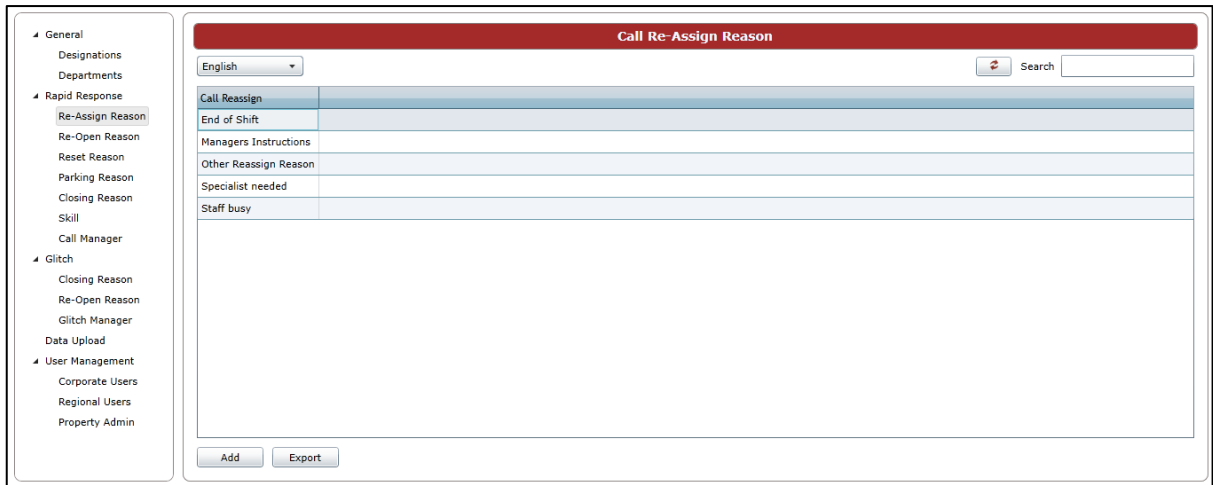 General
Designations
Departments
Rapid Response
Re-Assign Reason
Re-Open Reason
Reset Reason
Parking Reason
Closing Reason
Skill
Call Manager
Glitch
Closing Reason
Re-Open Reason
Glitch Manager
Data Upload
User Management
Corporate Users
Regional Users
Property Admin
Call Re-Assign Reason
English
Search
Call Reassign
End of Shift
Managers Instructions
Other Reassign Reason
Specialist needed
Staff busy
Add
Export